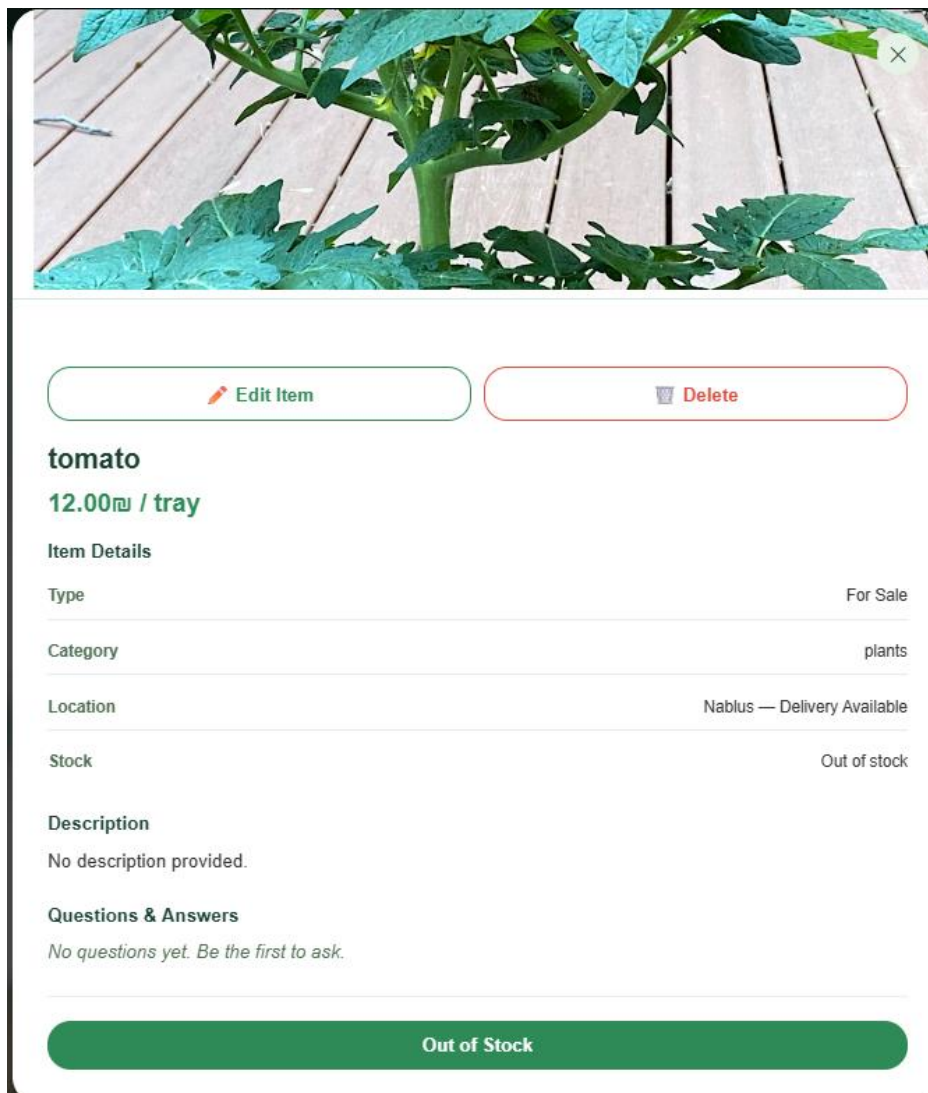 Edit Item
Delete
tomato
12.00₪ / tray
Item Details
Type For Sale
Category plants
Location Nablus — Delivery Available
Stock Out of stock
Description
No description provided.
Questions & Answers
No questions yet. Be the first to ask.
Out of Stock